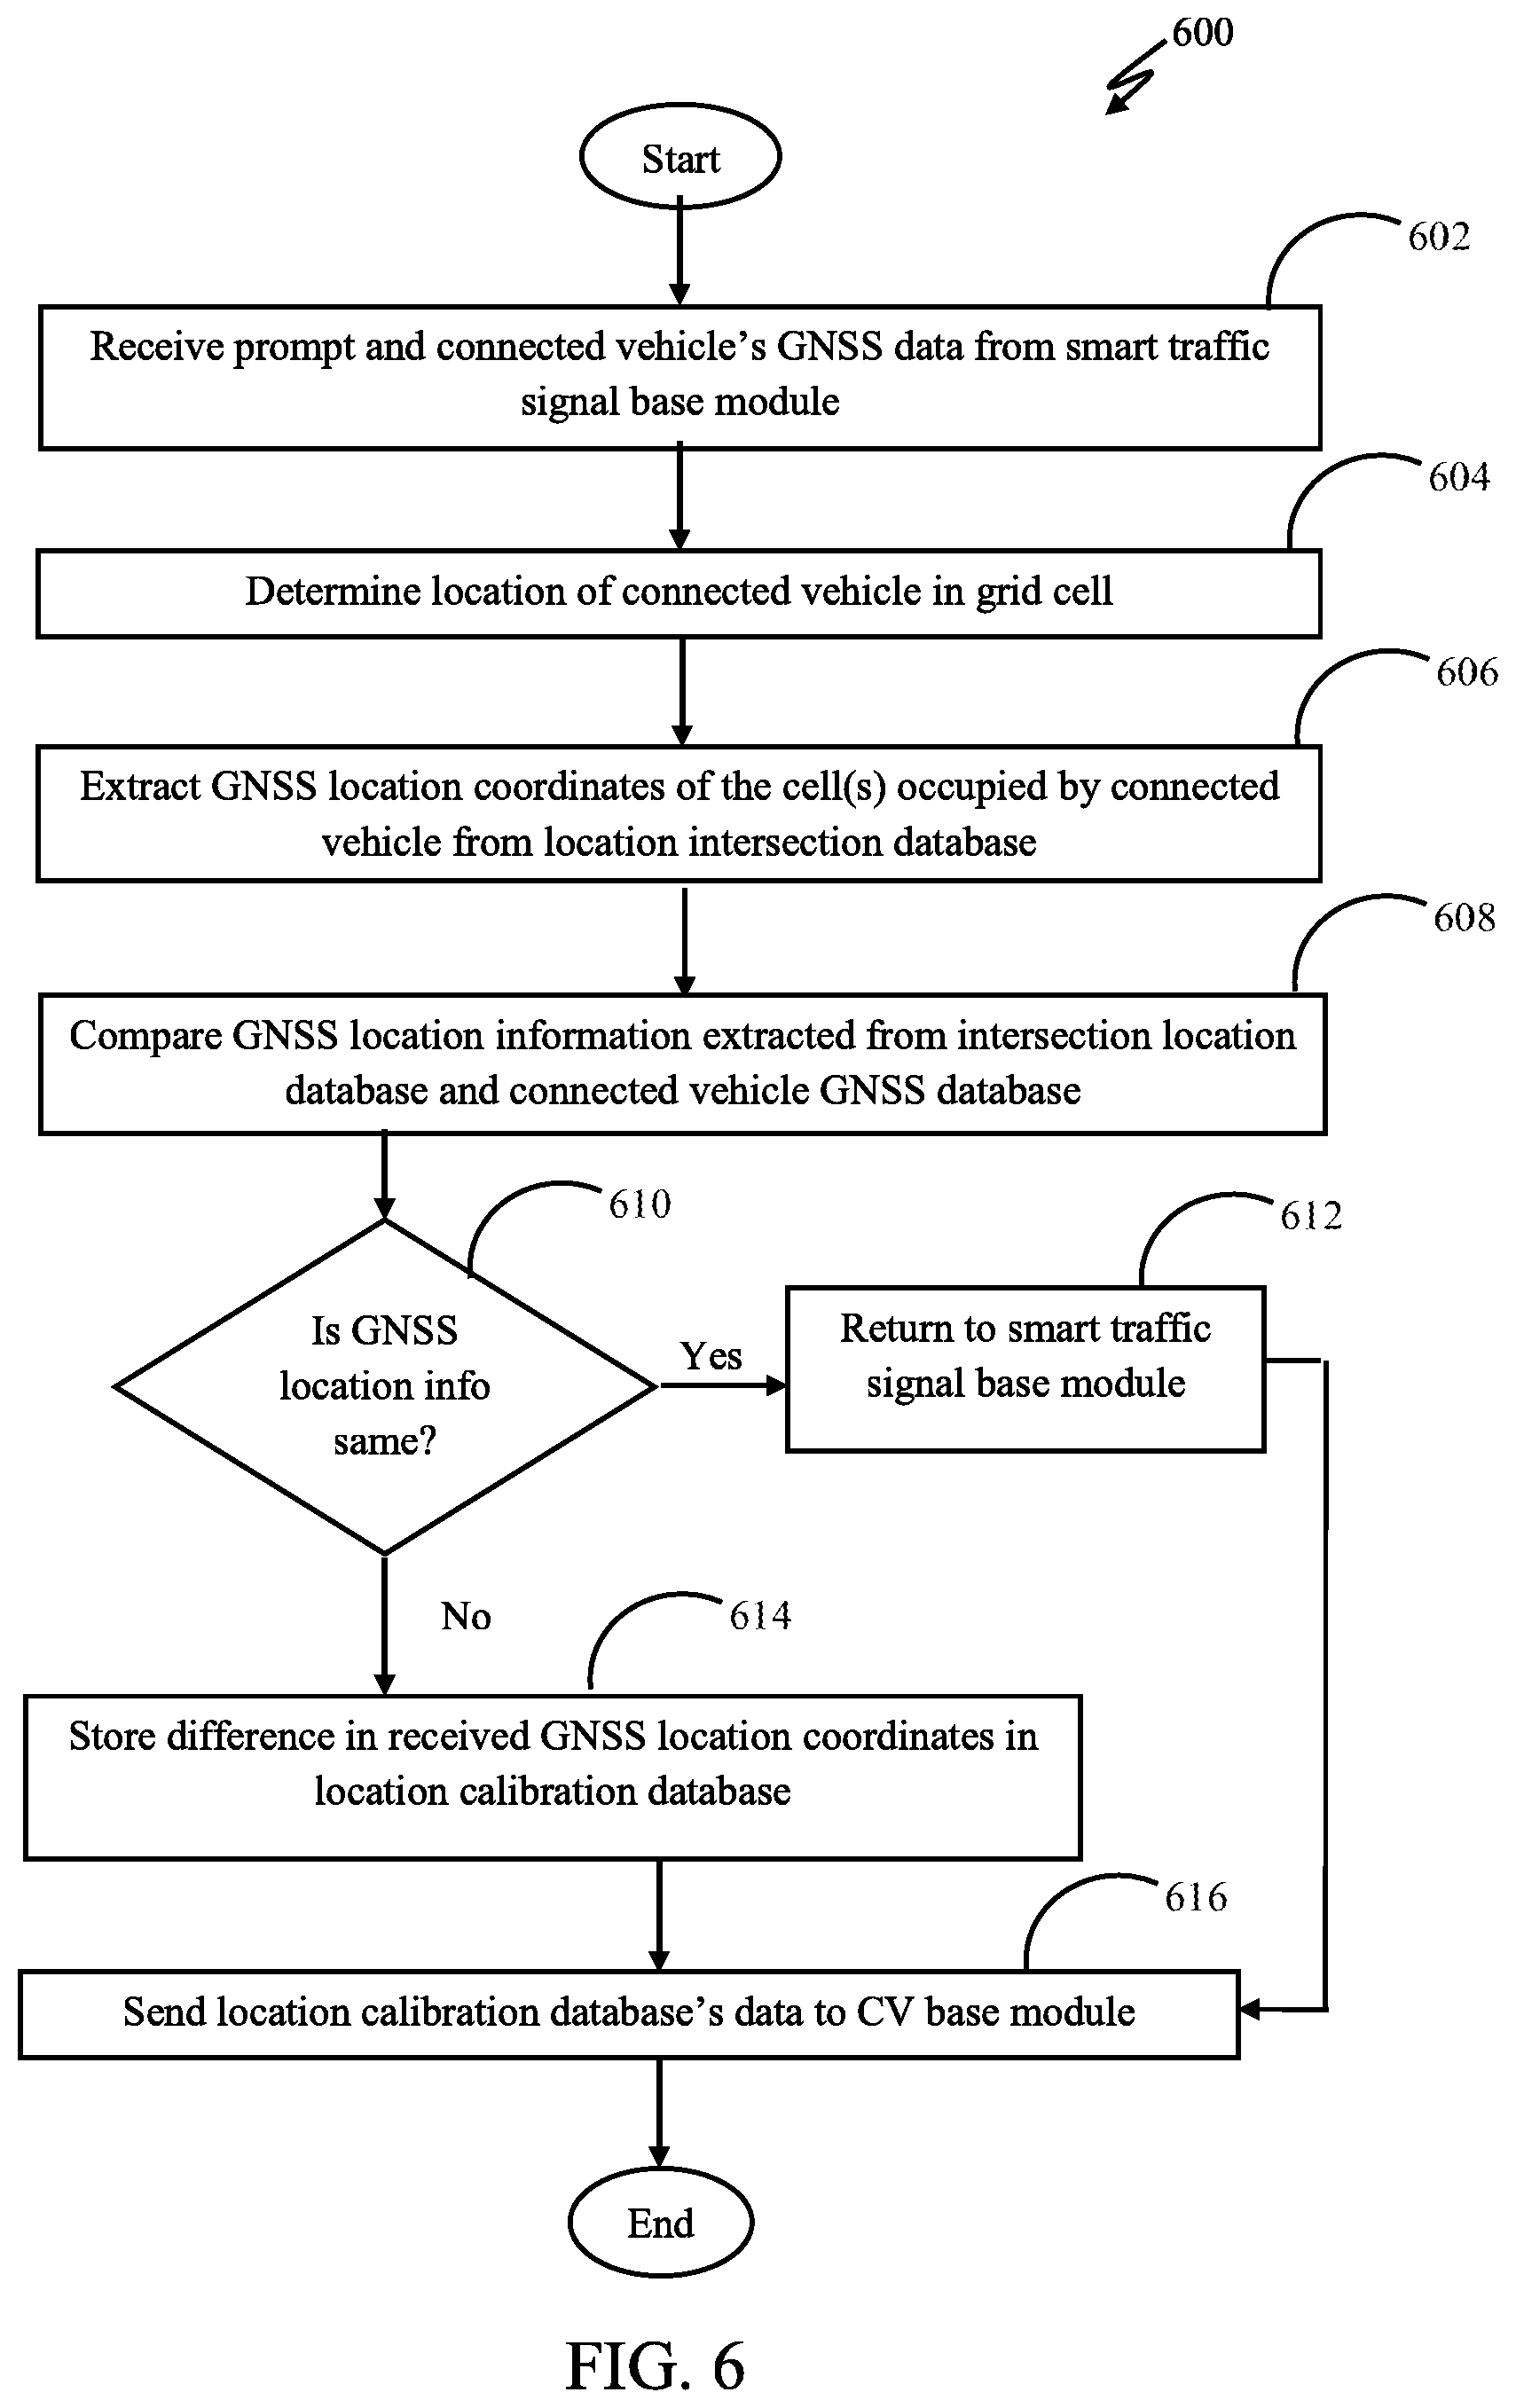 600
Start
602
Receive prompt and connected vehicle’s GNSS data from smart traffic
signal base module
604
Determine location of connected vehicle in grid cell
606
Extract GNSS location coordinates of the cell(s) occupied by connected
vehicle from location intersection database
608
Compare GNSS location information extracted from intersection location
database and connected vehicle GNSS database
610
612
Is GNSS
location info
same?
Yes
Return to smart traffic
signal base module
No
614
Store difference in received GNSS location coordinates in
location calibration database
616
Send location calibration database’s data to CV base module
End
FIG. 6